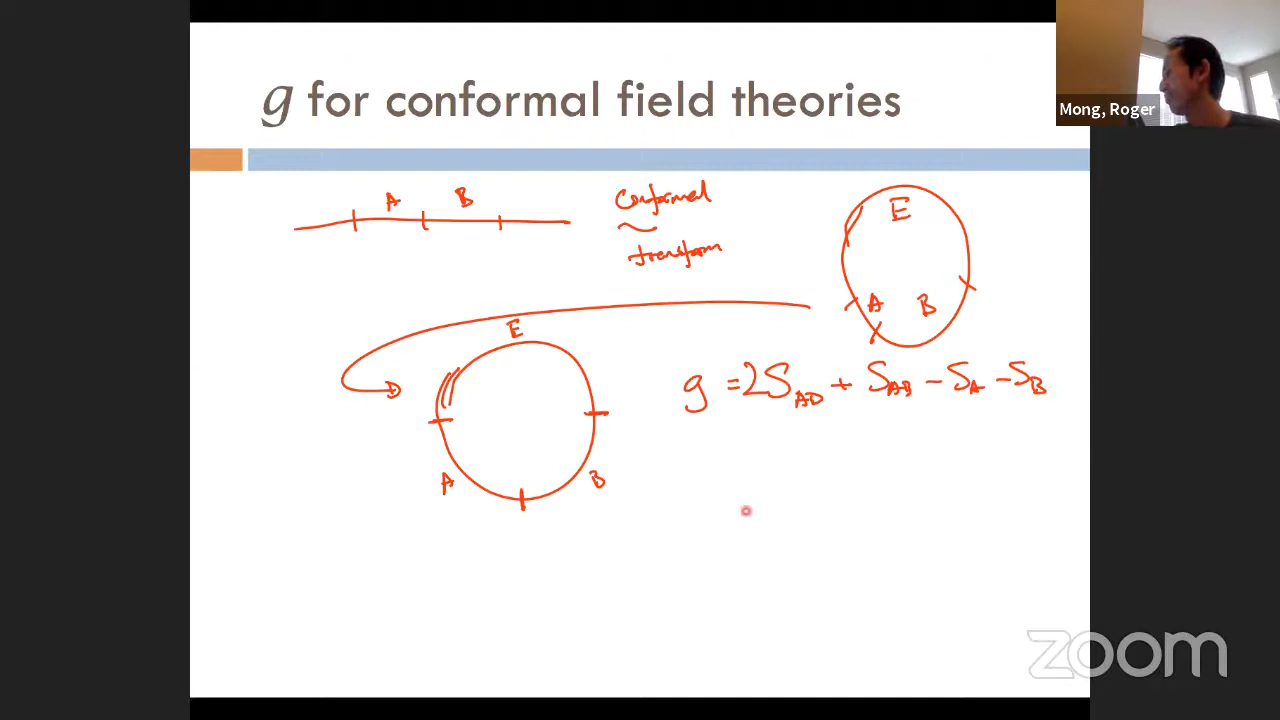 g for conformal field theories
Mong, Roger
A B
Conformal
transform
E
A B
E
A
B
g = 2S_AD + S_AB - S_A - S_B
zoom